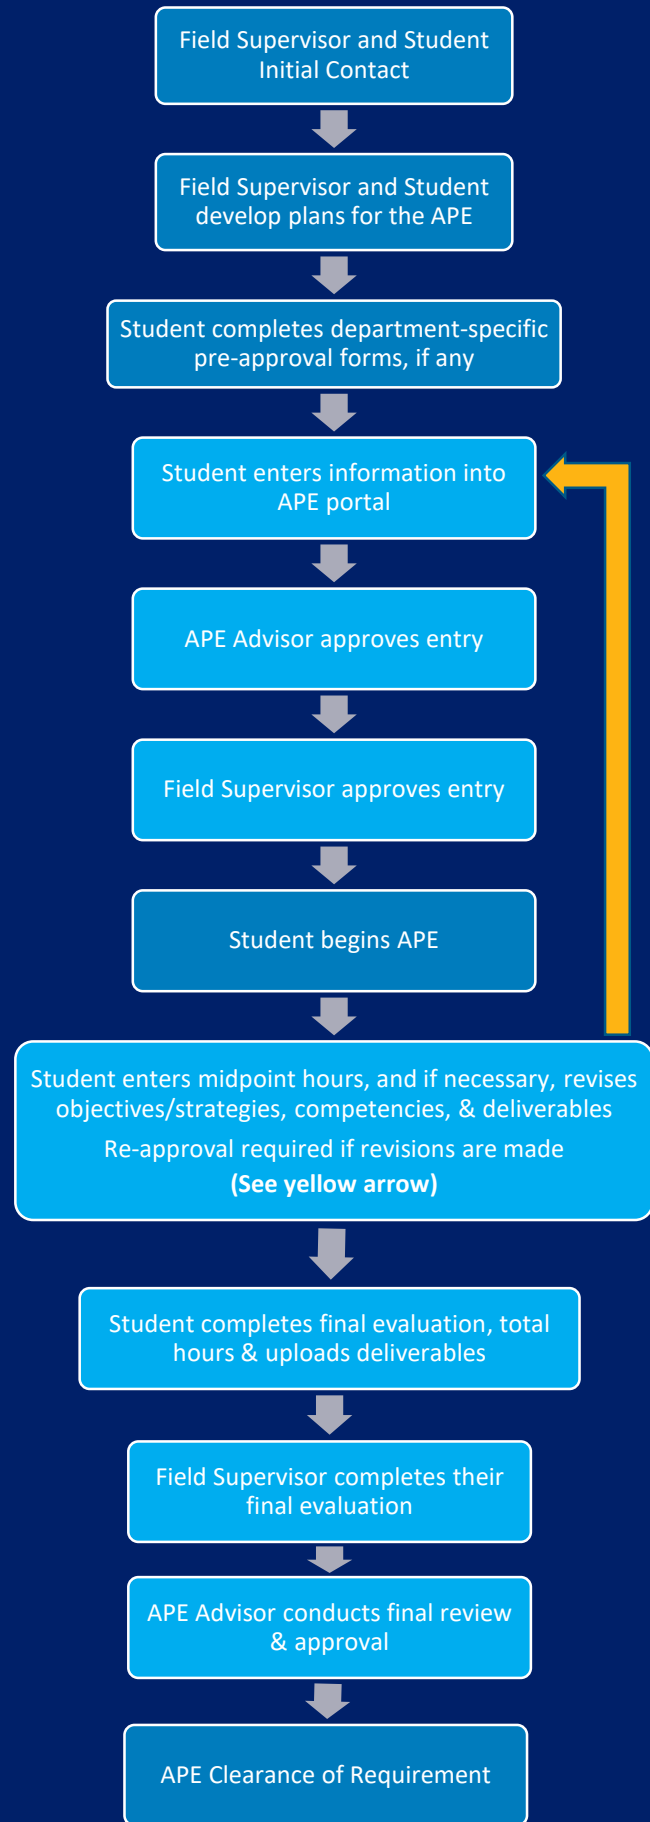 Field Supervisor and Student
Initial Contact
Field Supervisor and Student
develop plans for the APE
Student completes department-specific
pre-approval forms, if any
Student enters information into
APE portal
APE Advisor approves entry
Field Supervisor approves entry
Student begins APE
Student enters midpoint hours, and if necessary, revises
objectives/strategies, competencies, & deliverables
Re-approval required if revisions are made
(See yellow arrow)
Student completes final evaluation, total
hours & uploads deliverables
Field Supervisor completes their
final evaluation
APE Advisor conducts final review
& approval
APE Clearance of Requirement